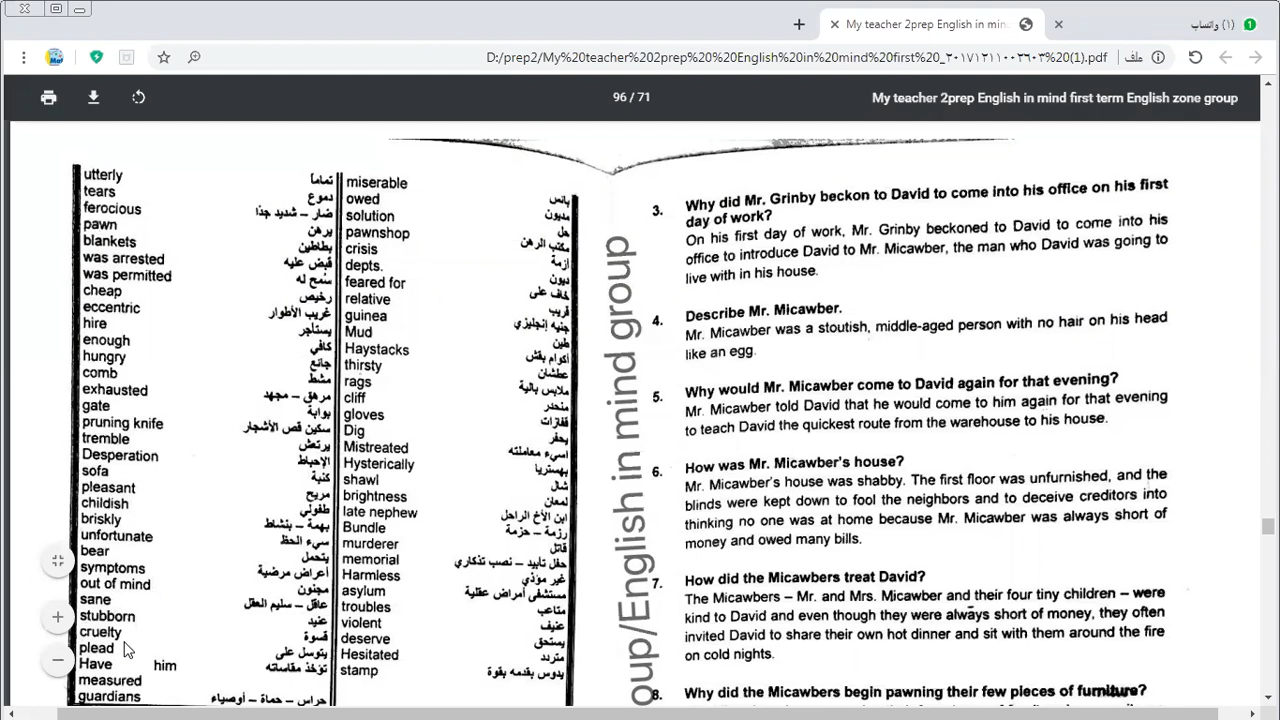 My teacher 2prep English in min
(١) واتساب
1
D:/prep2/My%20teacher%202prep%20%20English%20in%20mind%20first%20_٢٠١٧١٢١١٠٠٢٦٠٣%20(1).pdf
ملف
96 / 71
My teacher 2prep English in mind first term English zone group
utterly تماماً
tears دموع
ferocious ضار – شديد جدًا
pawn يرهن
blankets بطاطين
was arrested قبض عليه
was permitted سُمح له
cheap رخيص
eccentric غريب الأطوار
hire يستأجر
enough كافي
hungry جائع
comb مشط
exhausted مرهق – مجهد
gate بوابة
pruning knife سكين قص الأشجار
tremble يرتعش
Desperation الإحباط
sofa كنبة
pleasant مريح
childish طفولي
briskly بهمة – بنشاط
unfortunate سيء الحظ
bear يتحمل
symptoms أعراض مرضية
out of mind مجنون
sane عاقل – سليم العقل
stubborn عنيد
cruelty قسوة
plead يتوسل على
Have him تؤخذ مقاساته
measured
guardians حراس – حماة – أوصياء
miserable يائس
owed مديون
solution حل
pawnshop مكتب الرهن
crisis أزمة
depts. ديون
feared for خاف على
relative قريب
guinea جنيه إنجليزي
Mud طين
Haystacks أكوام بقش
thirsty عطشان
rags ملابس بالية
cliff منحدر
gloves قفازات
Dig يحفر
Mistreated اسيء معاملته
Hysterically بهستريا
shawl شال
brightness لمعان
late nephew ابن الأخ الراحل
Bundle رزمة – حزمة
murderer قاتل
memorial حفل تأبيد – نصب تذكاري
Harmless غير مؤذي
asylum مستشفى أمراض عقلية
troubles متاعب
violent عنيف
deserve يستحق
Hesitated متردد
stamp يدوس بقدمه بقوة
oup/English in mind group
3. Why did Mr. Grinby beckon to David to come into his office on his first
day of work?
On his first day of work, Mr. Grinby beckoned to David to come into his
office to introduce David to Mr. Micawber, the man who David was going to
live with in his house.
4. Describe Mr. Micawber.
Mr. Micawber was a stoutish, middle-aged person with no hair on his head
like an egg.
5. Why would Mr. Micawber come to David again for that evening?
Mr. Micawber told David that he would come to him again for that evening
to teach David the quickest route from the warehouse to his house.
6. How was Mr. Micawber's house?
Mr. Micawber's house was shabby. The first floor was unfurnished, and the
blinds were kept down to fool the neighbors and to deceive creditors into
thinking no one was at home because Mr. Micawber was always short of
money and owed many bills.
7. How did the Micawbers treat David?
The Micawbers – Mr. and Mrs. Micawber and their four tiny children – were
kind to David and even though they were always short of money, they often
invited David to share their own hot dinner and sit with them around the fire
on cold nights.
8. Why did the Micawbers begin pawning their few pieces of furniture?